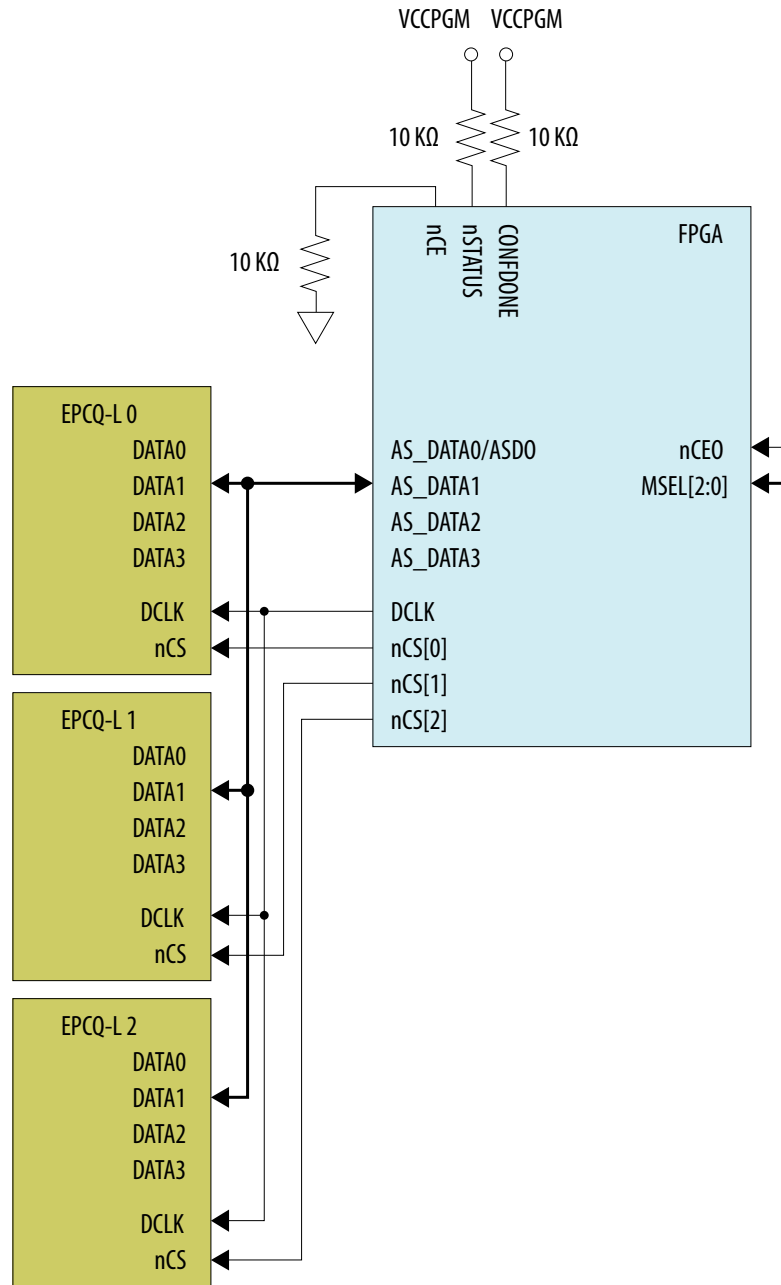 VCCPGM VCCPGM
10 KΩ 10 KΩ
10 KΩ
nCE
nSTATUS
CONFDONE
FPGA
EPCQ-L 0
DATA0
DATA1
DATA2
DATA3
DCLK
nCS
AS_DATA0/ASDO
AS_DATA1
AS_DATA2
AS_DATA3
DCLK
nCS[0]
nCS[1]
nCS[2]
nCEO
MSEL[2:0]
EPCQ-L 1
DATA0
DATA1
DATA2
DATA3
DCLK
nCS
EPCQ-L 2
DATA0
DATA1
DATA2
DATA3
DCLK
nCS